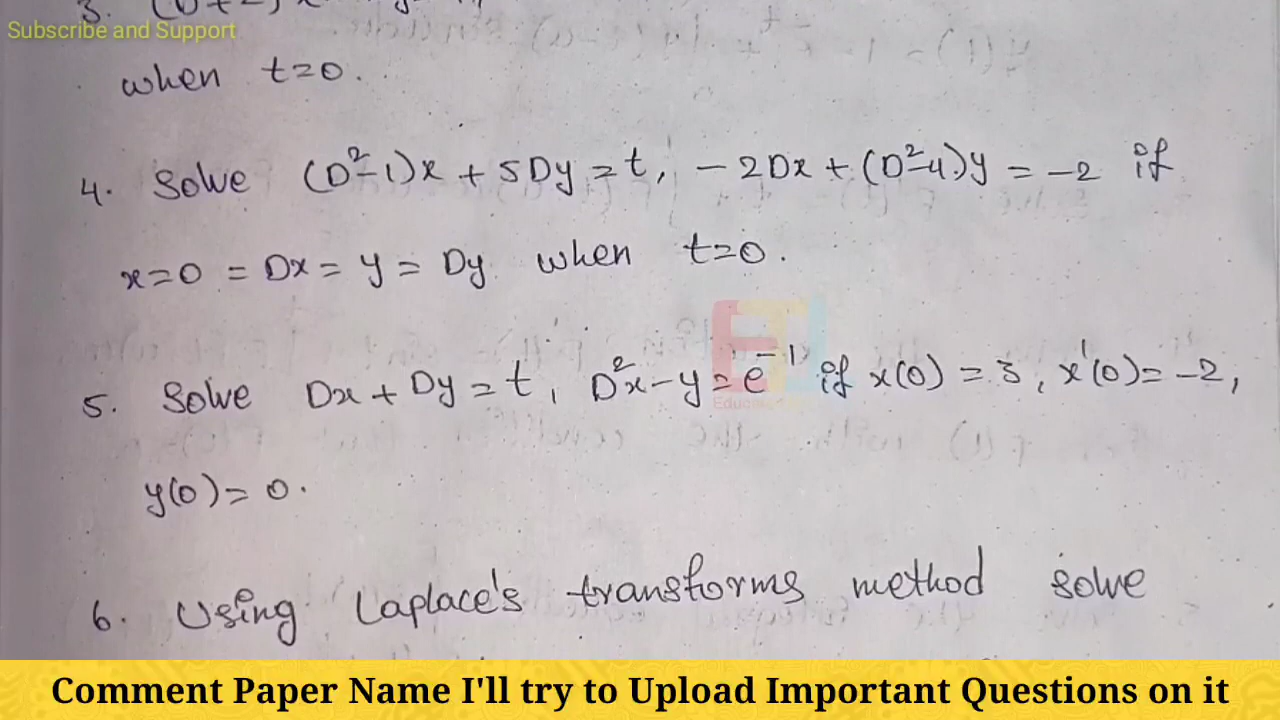 Subscribe and Support
when t=0.
4. Solve (D²-1)x + 5Dy = t, -2Dx + (D²-4)y = -2 if
x=0 = Dx = y = Dy when t=0.
5. Solve Dx + Dy = t, D²x - y = e⁻¹ if x(0) = 3, x'(0) = -2,
y(0) = 0.
6. Using Laplace's transforms method solve
Comment Paper Name I'll try to Upload Important Questions on it